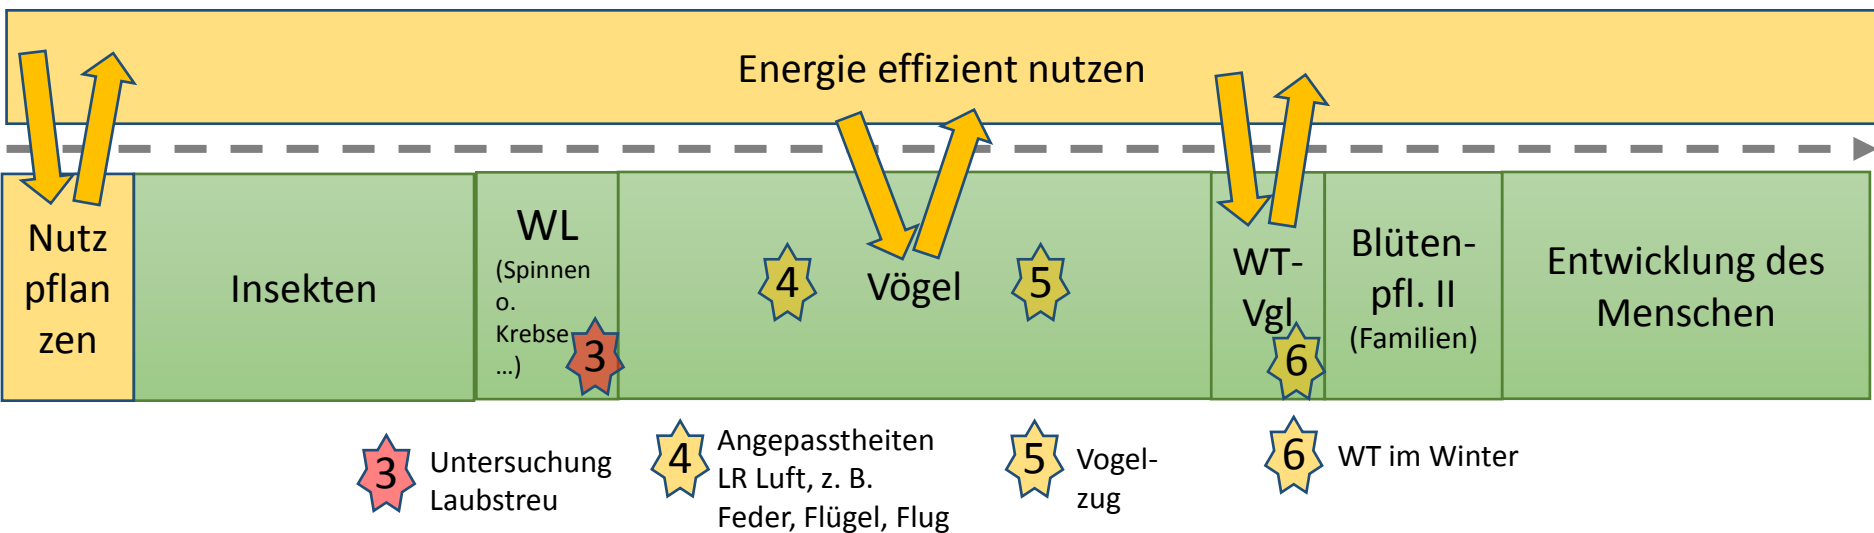 Energie effizient nutzen
Nutz
pflan
zen
Insekten
WL
(Spinnen
o.
Krebse
...)
3
4
Vögel
5
WT-
Vgl
6
Blüten-
pfl. II
(Familien)
Entwicklung des
Menschen
3
Untersuchung
Laubstreu
4
Angepasstheiten
LR Luft, z. B.
Feder, Flügel, Flug
5
Vogel-
zug
6
WT im Winter